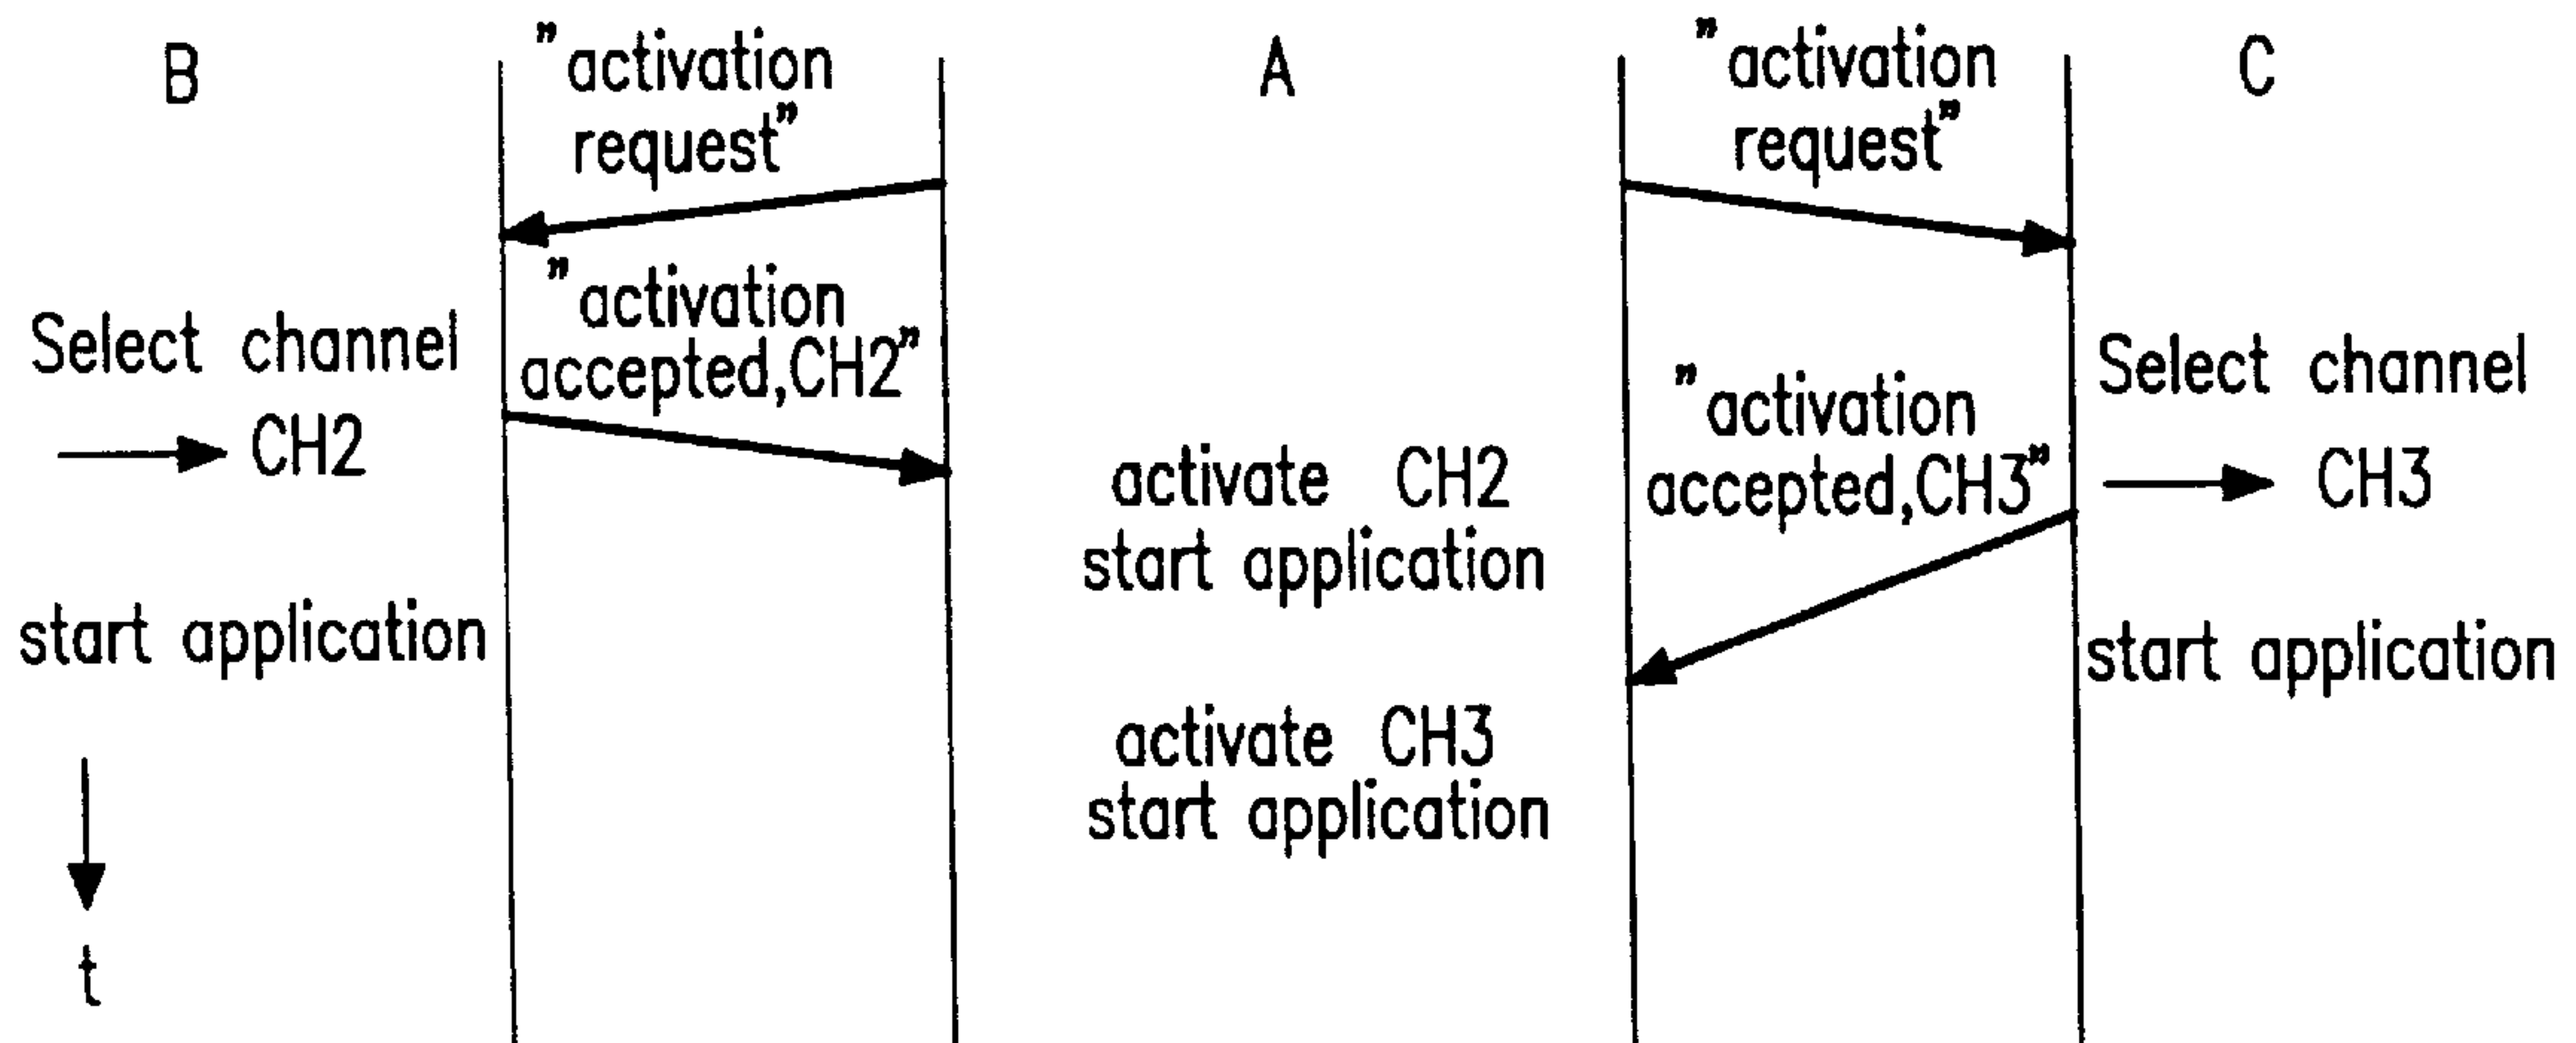 B
"activation
request"
A
"activation
request"
C
"activation
accepted,CH2"
Select channel
CH2
start application
activate CH2
start application
activate CH3
start application
"activation
accepted,CH3"
Select channel
CH3
start application
t